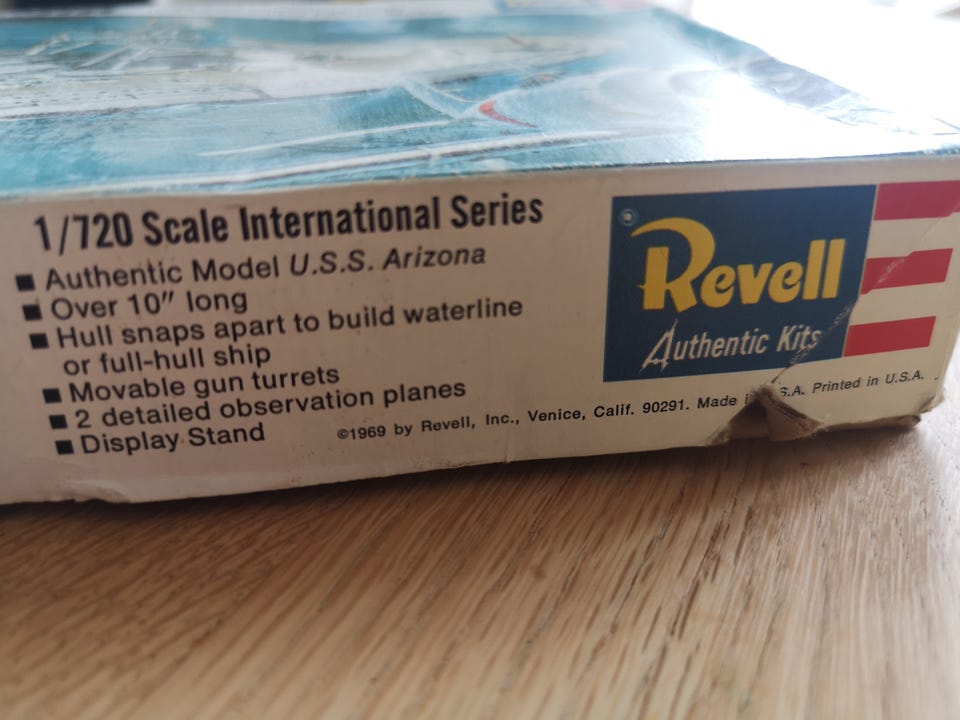 1/720 Scale International Series
■ Authentic Model U.S.S. Arizona
■ Over 10″ long
■ Hull snaps apart to build waterline
or full-hull ship
■ Movable gun turrets
■ 2 detailed observation planes
■ Display Stand
©1969 by Revell, Inc., Venice, Calif. 90291. Made S.A. Printed in U.S.A.
® Revell
Authentic Kits